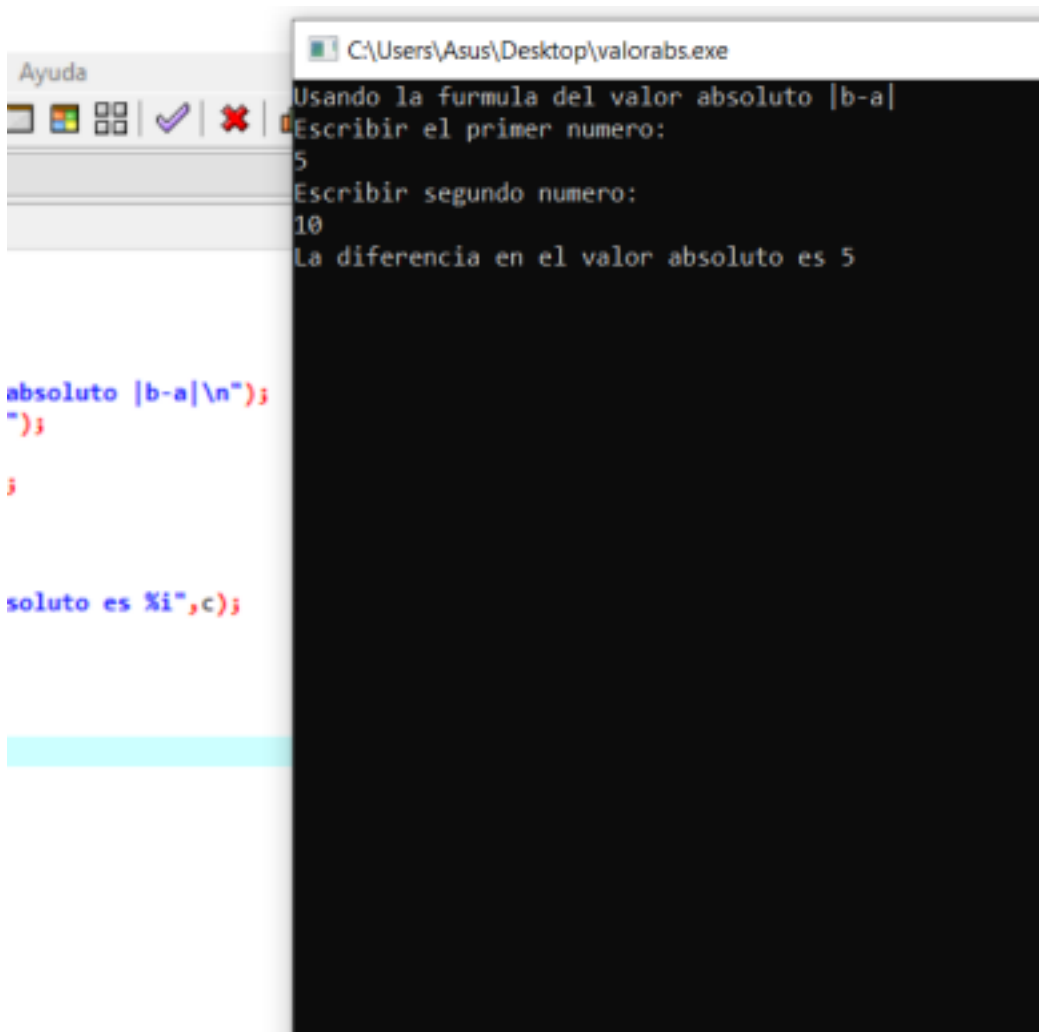 C:\Users\Asus\Desktop\valorabs.exe
Ayuda
Usando la furmula del valor absoluto |b-a|
Escribir el primer numero:
5
Escribir segundo numero:
10
La diferencia en el valor absoluto es 5
absoluto |b-a|\n");
");
;
soluto es %i",c);